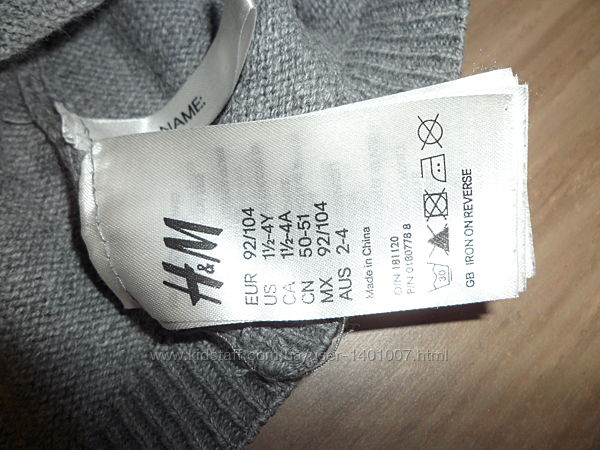 NAME:
H&M
EUR 92/104
US 1½-4Y
CA 1½-4A
CN 50-51
MX 92/104
AUS 2-4
Made in China
O/N 181120
P/N 0180778 8
30
GB IRON ON REVERSE
www.kidstaff.com.ua/user-1401007.html